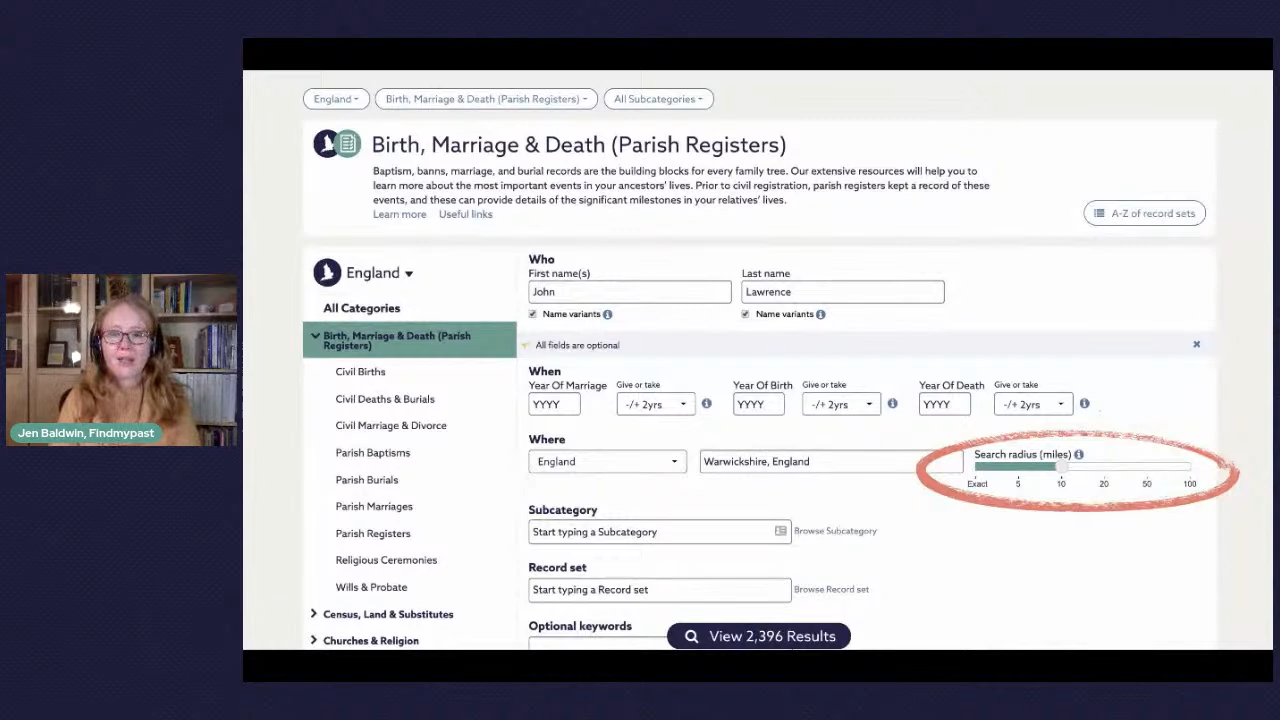 England
Birth, Marriage & Death (Parish Registers)
All Subcategories
Birth, Marriage & Death (Parish Registers)
Baptism, banns, marriage, and burial records are the building blocks for every family tree. Our extensive resources will help you to
learn more about the most important events in your ancestors' lives. Prior to civil registration, parish registers kept a record of these
events, and these can provide details of the significant milestones in your relatives' lives.
Learn more Useful links
A-Z of record sets
England
All Categories
Birth, Marriage & Death (Parish
Registers)
Civil Births
Civil Deaths & Burials
Civil Marriage & Divorce
Parish Baptisms
Parish Burials
Parish Marriages
Parish Registers
Religious Ceremonies
Wills & Probate
Census, Land & Substitutes
Churches & Religion
Who
First name(s) Last name
John Lawrence
Name variants Name variants
All fields are optional
When
Year Of Marriage Give or take Year Of Birth Give or take Year Of Death Give or take
YYYY -/+ 2yrs YYYY -/+ 2yrs YYYY -/+ 2yrs
Where
England Warwickshire, England
Search radius (miles)
Exact 5 10 20 50 100
Subcategory
Start typing a Subcategory Browse Subcategory
Record set
Start typing a Record set Browse Record set
Optional keywords
View 2,396 Results
Jen Baldwin, Findmypast